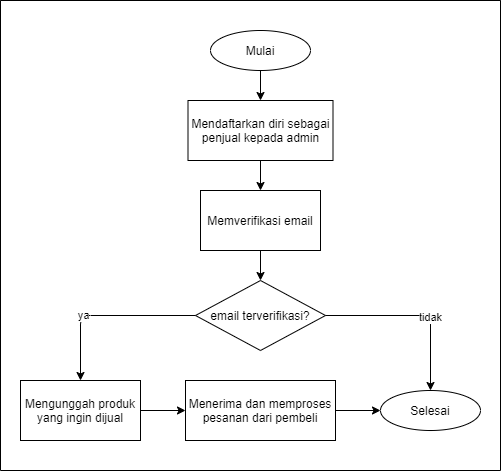 Mulai
Mendaftarkan diri sebagai
penjual kepada admin
Memverifikasi email
email terverifikasi?
ya
tidak
Mengunggah produk
yang ingin dijual
Menerima dan memproses
pesanan dari pembeli
Selesai